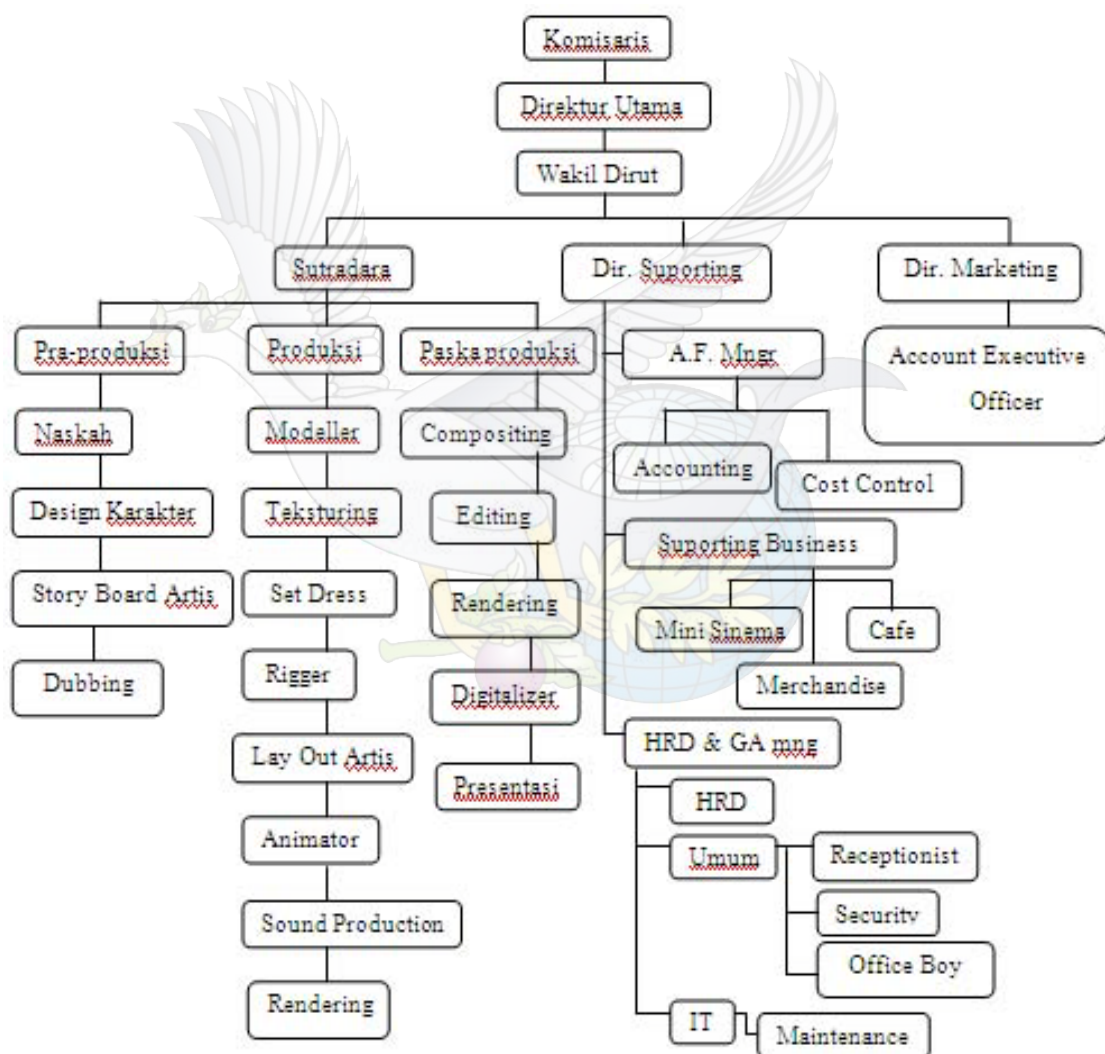 Komisaris
Direktur Utama
Wakil Dirut
Sutradara
Dir. Suporting
Dir. Marketing
Pra-produksi
Produksi
Paska produksi
A.F. Mngr
Account Executive
Officer
Naskah
Modeller
Compositing
Accounting
Cost Control
Design Karakter
Teksturing
Editing
Suporting Business
Story Board Artis
Set Dress
Rendering
Mini Sinema
Cafe
Dubbing
Rigger
Digitalizer
Merchandise
Lay Out Artis
Presentasi
HRD & GA mng
HRD
Animator
Umum
Receptionist
Sound Production
Security
Office Boy
Rendering
IT
Maintenance